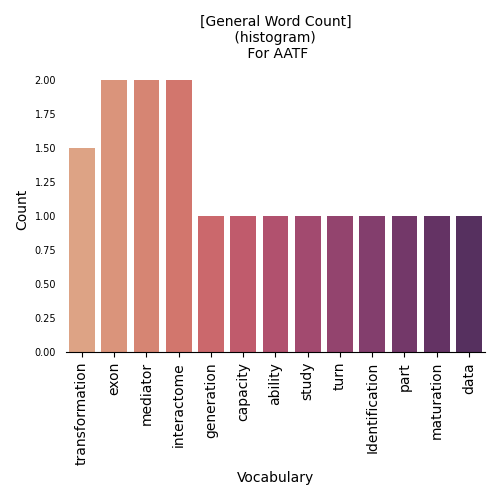 [General Word Count]
(histogram)
For AATF
2.00
1.75
1.50
1.25
1.00
0.75
0.50
0.25
0.00
Count
transformation
exon
mediator
interactome
generation
capacity
ability
study
turn
Identification
part
maturation
data
Vocabulary